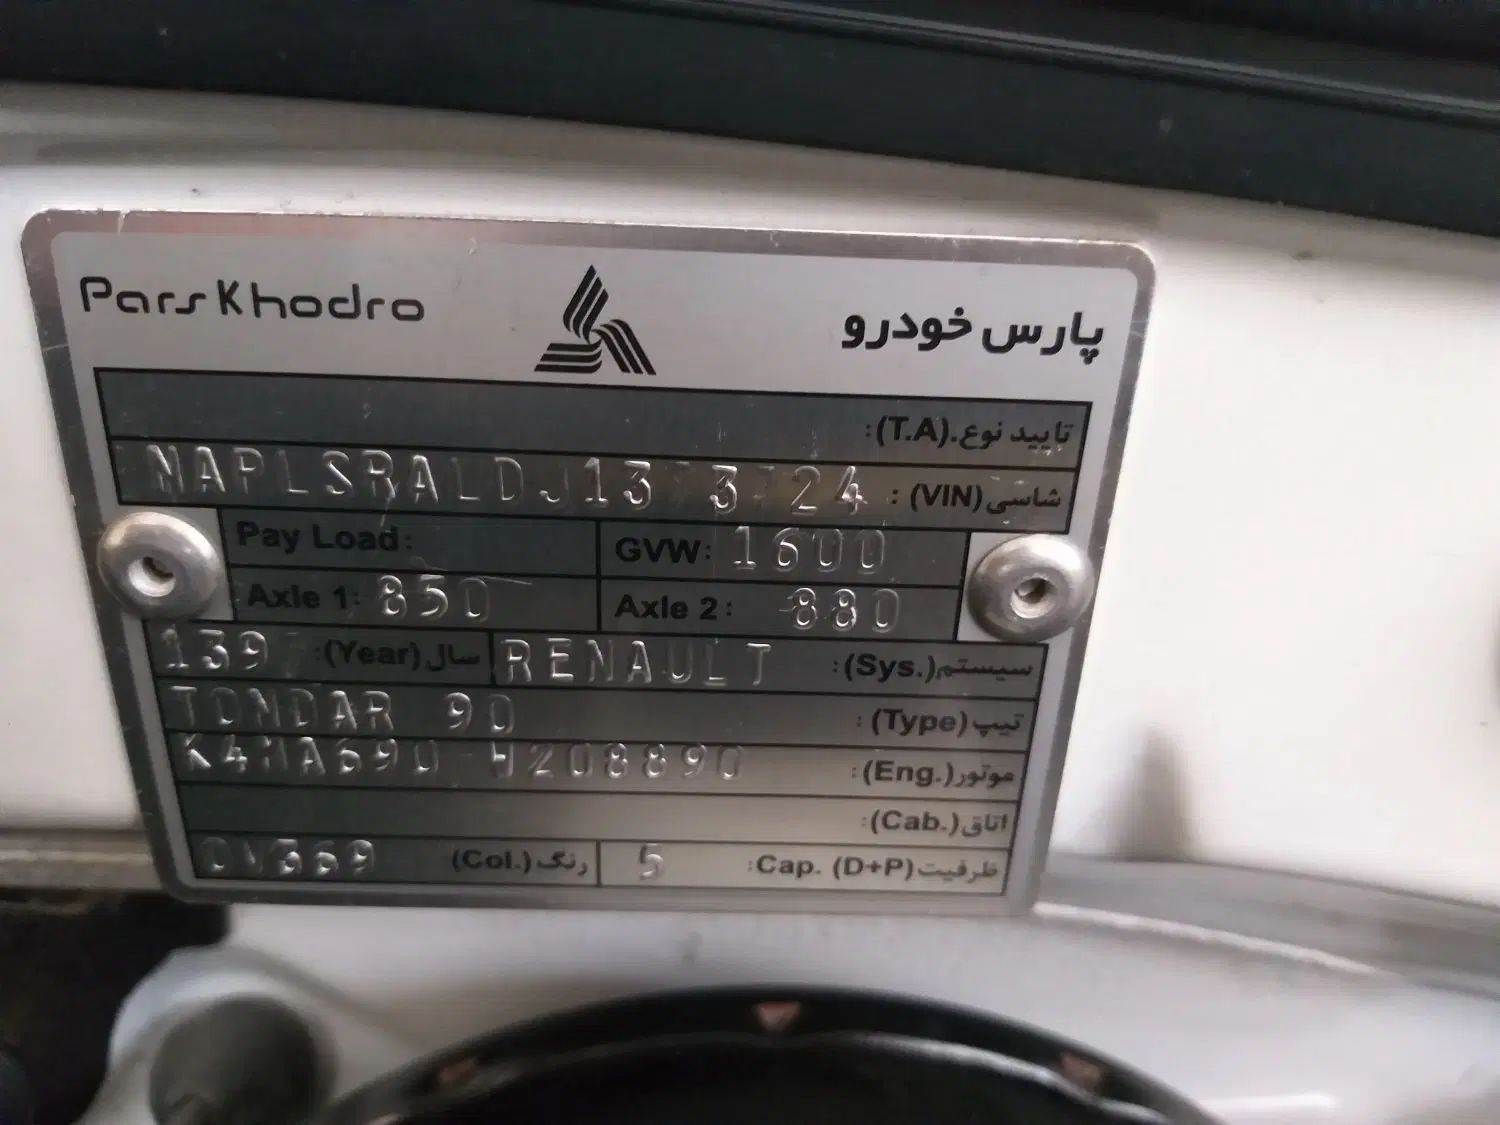 Pars Khodro پارس خودرو
تایید نوع.(T.A):
شاسی(VIN):
Pay Load: GVW: 1600
Axle 1: 850 Axle 2: 880
سال(Year): سیستم(Sys.): RENAULT
تیپ(Type): TONDAR 90
موتور(Eng.): K4MA690 W208890
اتاق(Cab.):
رنگ(Col.): ظرفیت Cap. (D+P): 5